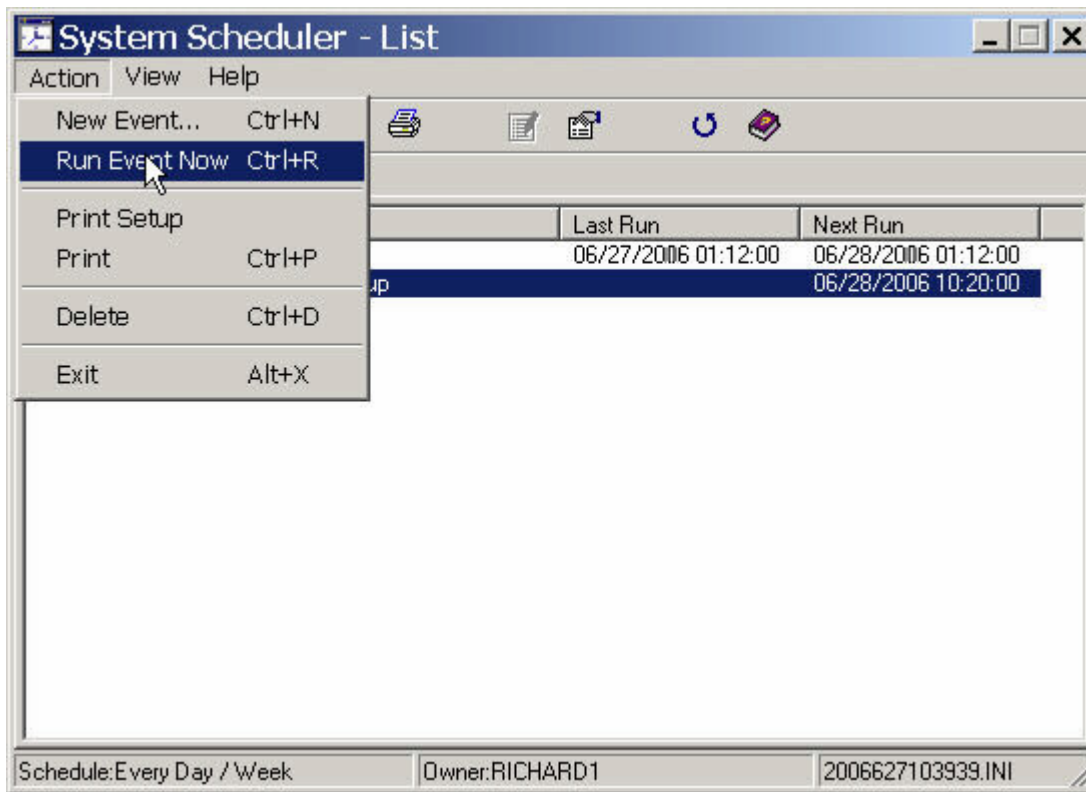 System Scheduler - List
Action View Help
New Event... Ctrl+N
Run Event Now Ctrl+R
Print Setup
Print Ctrl+P
Delete Ctrl+D
Exit Alt+X
Last Run Next Run
06/27/2006 01:12:00 06/28/2006 01:12:00
up 06/28/2006 10:20:00
Schedule:Every Day / Week Owner:RICHARD1 2006627103939.INI